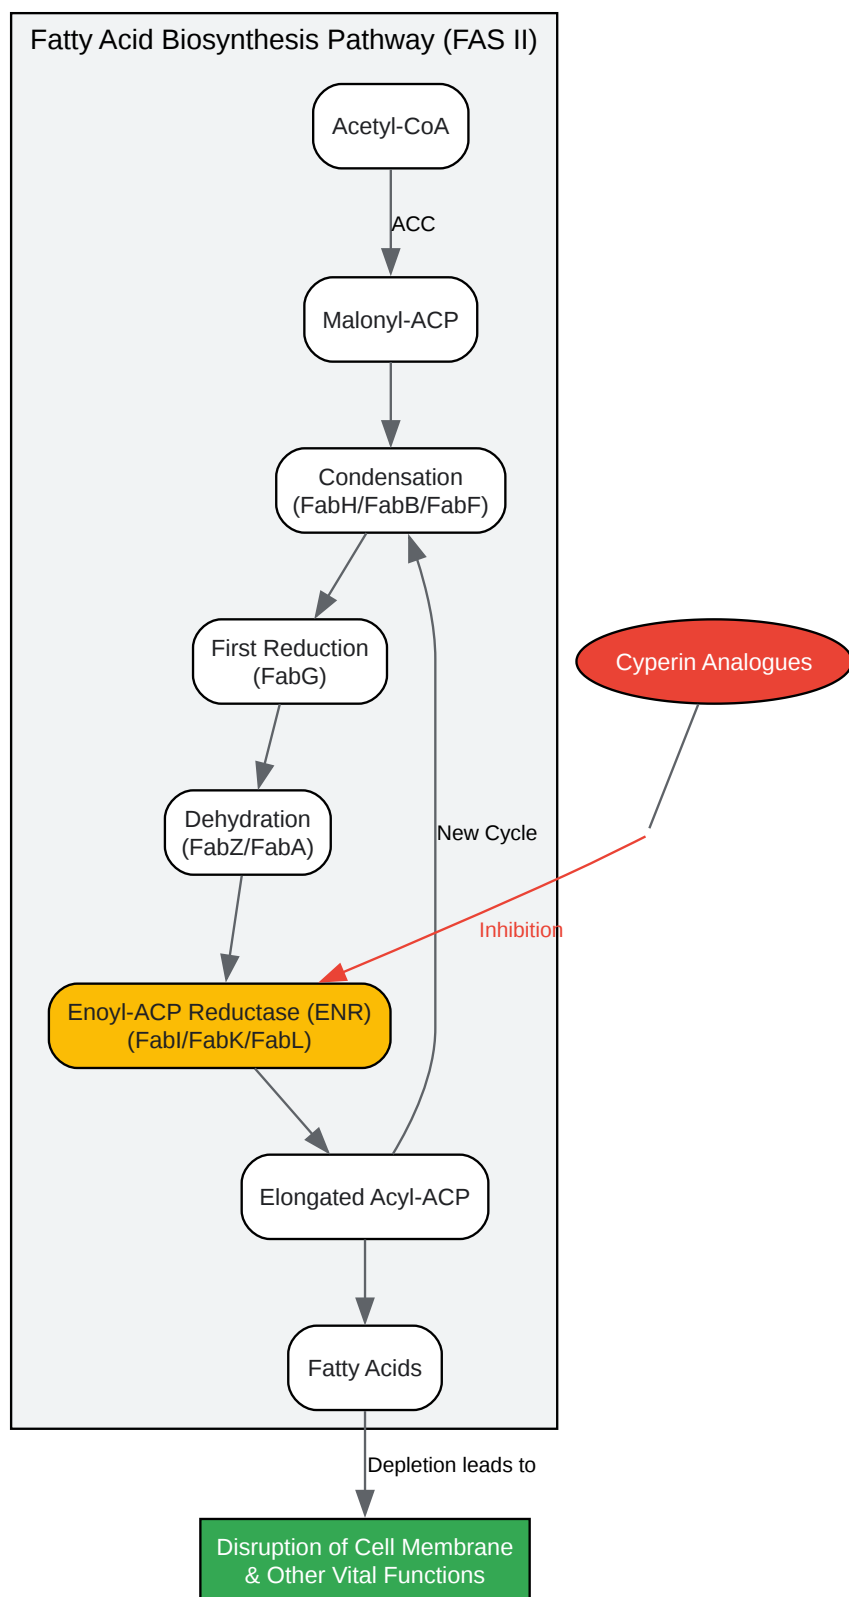 Fatty Acid Biosynthesis Pathway (FAS II)
Acetyl-CoA
ACC
Malonyl-ACP
Condensation
(FabH/FabB/FabF)
First Reduction
(FabG)
Cyperin Analogues
Dehydration
(FabZ/FabA)
New Cycle
Inhibition
Enoyl-ACP Reductase (ENR)
(FabI/FabK/FabL)
Elongated Acyl-ACP
Fatty Acids
Depletion leads to
Disruption of Cell Membrane
& Other Vital Functions